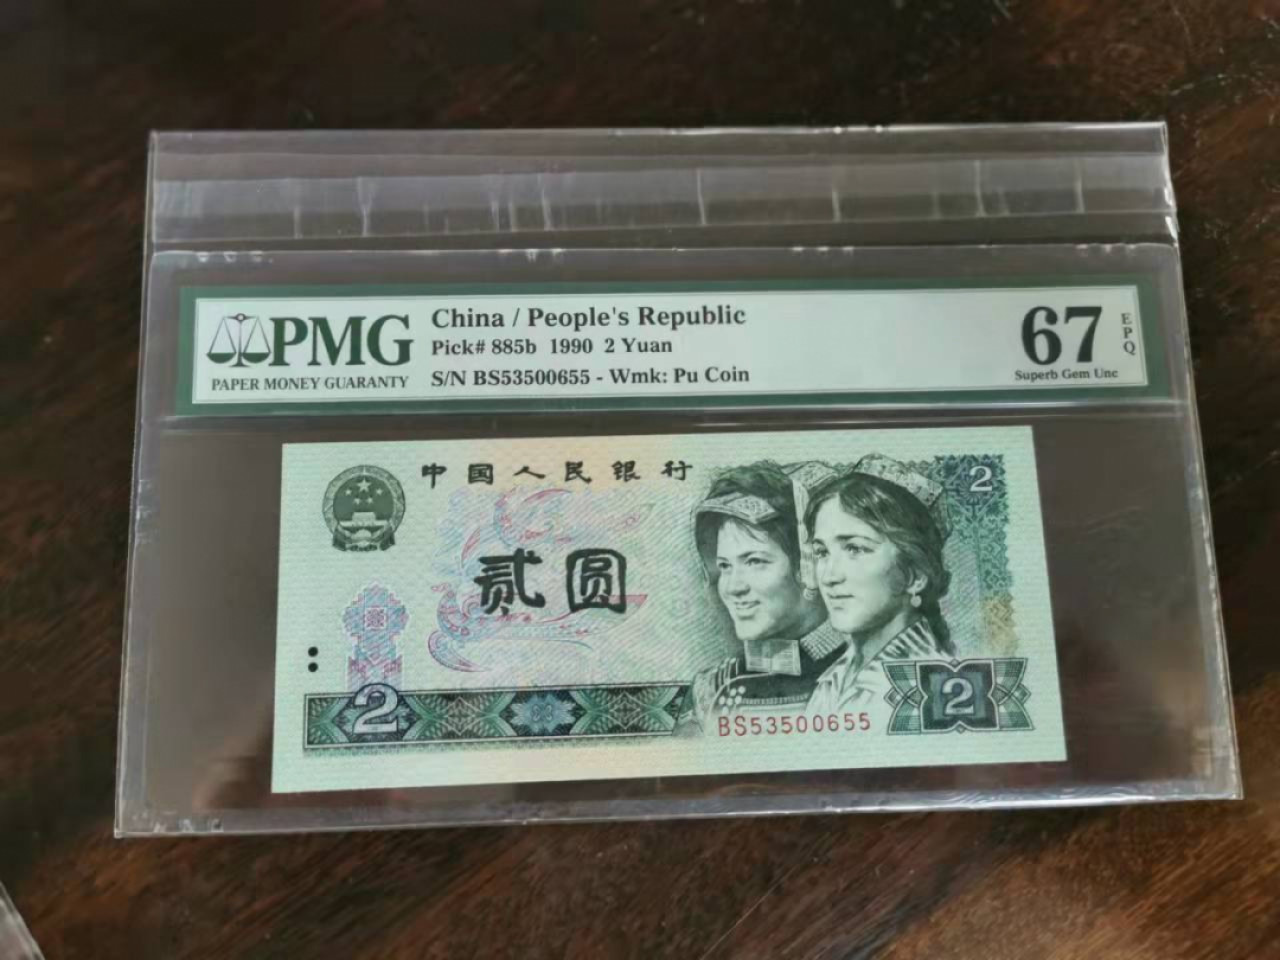 PMG
PAPER MONEY GUARANTY
China / People's Republic
Pick# 885b 1990 2 Yuan
S/N BS53500655 - Wmk: Pu Coin
67
EPQ
Superb Gem Unc
中国人民银行
2
贰圆
2
BS53500655
2